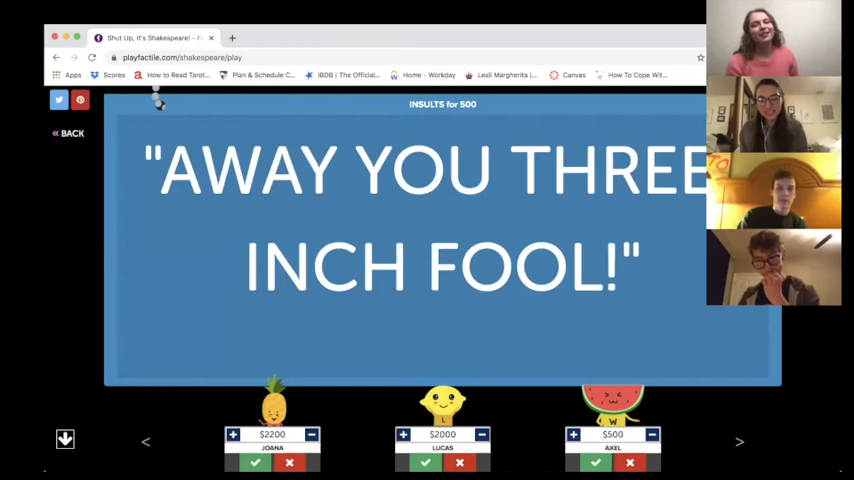 Shut Up, It's Shakespeare! - F
playfactile.com/shakespeare/play
Apps Scores How to Read Tarot... Plan & Schedule C... IBDB | The Official... Home - Workday Lesli Margherita |... Canvas How To Cope Wit...
INSULTS for 500
« BACK
"AWAY YOU THREE
INCH FOOL!"
L
W
+ $2200 −
JOANA
+ $2000 −
LUCAS
+ $500 −
AXEL